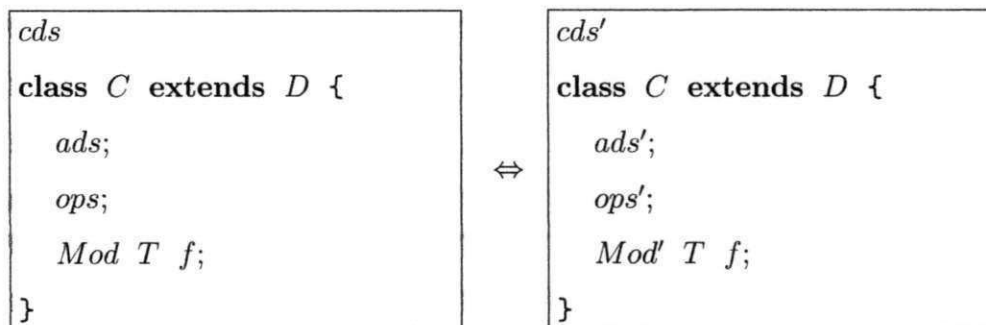 cds
class C extends D {
ads;
ops;
Mod T f;
}
⇔
cds′
class C extends D {
ads′;
ops′;
Mod′ T f;
}